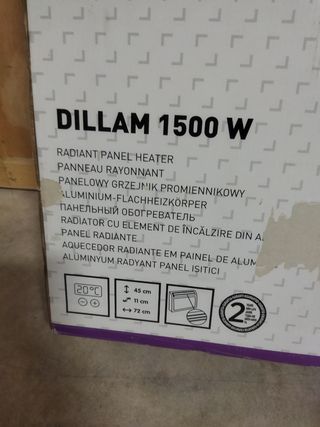 DILLAM 1500 W
RADIANT PANEL HEATER
PANNEAU RAYONNANT
PANELOWY GRZEJNIK PROMIENNIKOWY
ALUMINIUM-FLACHHEIZKÖRPER
ПАНЕЛЬНЫЙ ОБОГРЕВАТЕЛЬ
RADIATOR CU ELEMENT DE ÎNCĂLZIRE DIN A
PANEL RADIANTE
AQUECEDOR RADIANTE EM PAINEL DE ALUM
ALÜMINYUM RADYANT PANEL ISITICI
20°C
45 cm
11 cm
72 cm
2